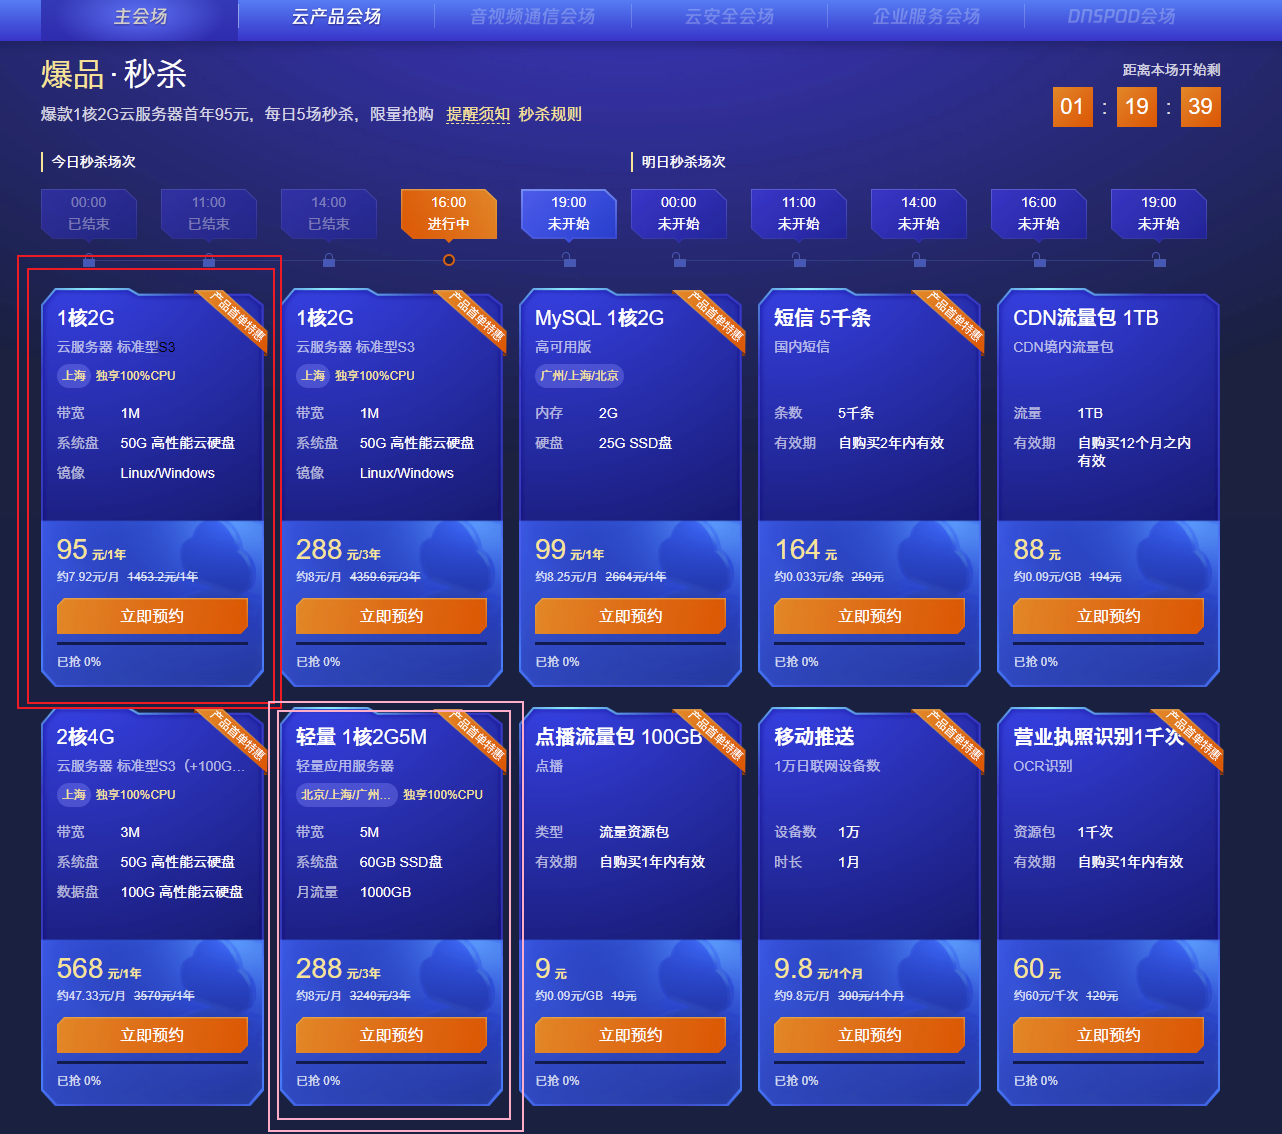 主会场
云产品会场
音视频通信会场
云安全会场
企业服务会场
DNSPOD会场
爆品·秒杀
爆款1核2G云服务器首年95元，每日5场秒杀，限量抢购 提醒须知 秒杀规则
距离本场开始剩
01 : 19 : 39
今日秒杀场次
明日秒杀场次
00:00
已结束
11:00
已结束
14:00
已结束
16:00
进行中
19:00
未开始
00:00
未开始
11:00
未开始
14:00
未开始
16:00
未开始
19:00
未开始
产品首单特惠
1核2G
云服务器 标准型S3
上海 独享100%CPU
带宽 1M
系统盘 50G 高性能云硬盘
镜像 Linux/Windows
95 元/1年
约7.92元/月 1453.2元/1年
立即预约
已抢 0%
产品首单特惠
1核2G
云服务器 标准型S3
上海 独享100%CPU
带宽 1M
系统盘 50G 高性能云硬盘
镜像 Linux/Windows
288 元/3年
约8元/月 4359.6元/3年
立即预约
已抢 0%
产品首单特惠
MySQL 1核2G
高可用版
广州/上海/北京
内存 2G
硬盘 25G SSD盘
99 元/1年
约8.25元/月 2664元/1年
立即预约
已抢 0%
产品首单特惠
短信 5千条
国内短信
条数 5千条
有效期 自购买2年内有效
164 元
约0.033元/条 250元
立即预约
已抢 0%
CDN流量包 1TB
CDN境内流量包
流量 1TB
有效期 自购买12个月之内
有效
88 元
约0.09元/GB 194元
立即预约
已抢 0%
产品首单特惠
2核4G
云服务器 标准型S3（+100G...
上海 独享100%CPU
带宽 3M
系统盘 50G 高性能云硬盘
数据盘 100G 高性能云硬盘
568 元/1年
约47.33元/月 3570元/1年
立即预约
已抢 0%
产品首单特惠
轻量 1核2G5M
轻量应用服务器
北京/上海/广州... 独享100%CPU
带宽 5M
系统盘 60GB SSD盘
月流量 1000GB
288 元/3年
约8元/月 3240元/3年
立即预约
已抢 0%
产品首单特惠
点播流量包 100GB
点播
类型 流量资源包
有效期 自购买1年内有效
9 元
约0.09元/GB 19元
立即预约
已抢 0%
产品首单特惠
移动推送
1万日联网设备数
设备数 1万
时长 1月
9.8 元/1个月
约9.8元/月 300元/1个月
立即预约
已抢 0%
产品首单特惠
营业执照识别1千次
OCR识别
资源包 1千次
有效期 自购买1年内有效
60 元
约60元/千次 120元
立即预约
已抢 0%